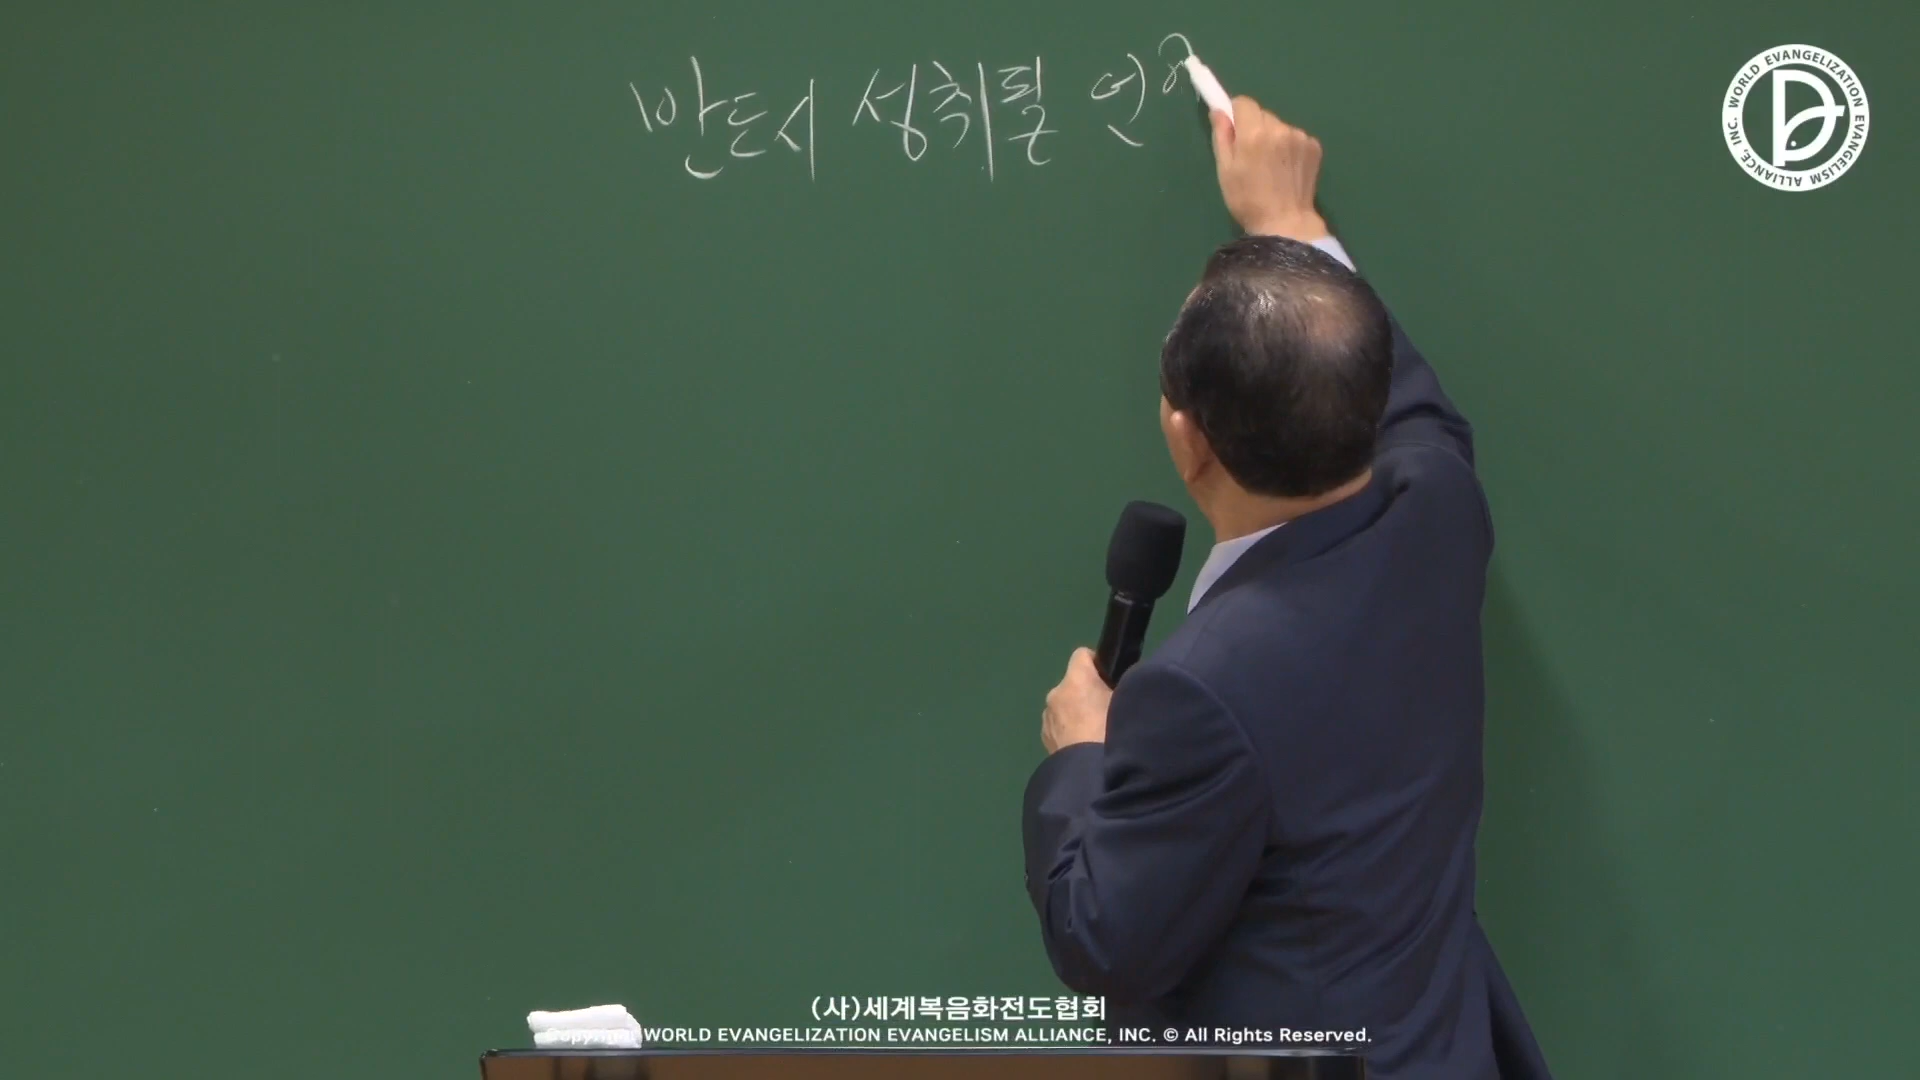 반드시 성취될 언
WORLD EVANGELIZATION EVANGELISM ALLIANCE, INC.
(사)세계복음화전도협회
Copyright WORLD EVANGELIZATION EVANGELISM ALLIANCE, INC. © All Rights Reserved.